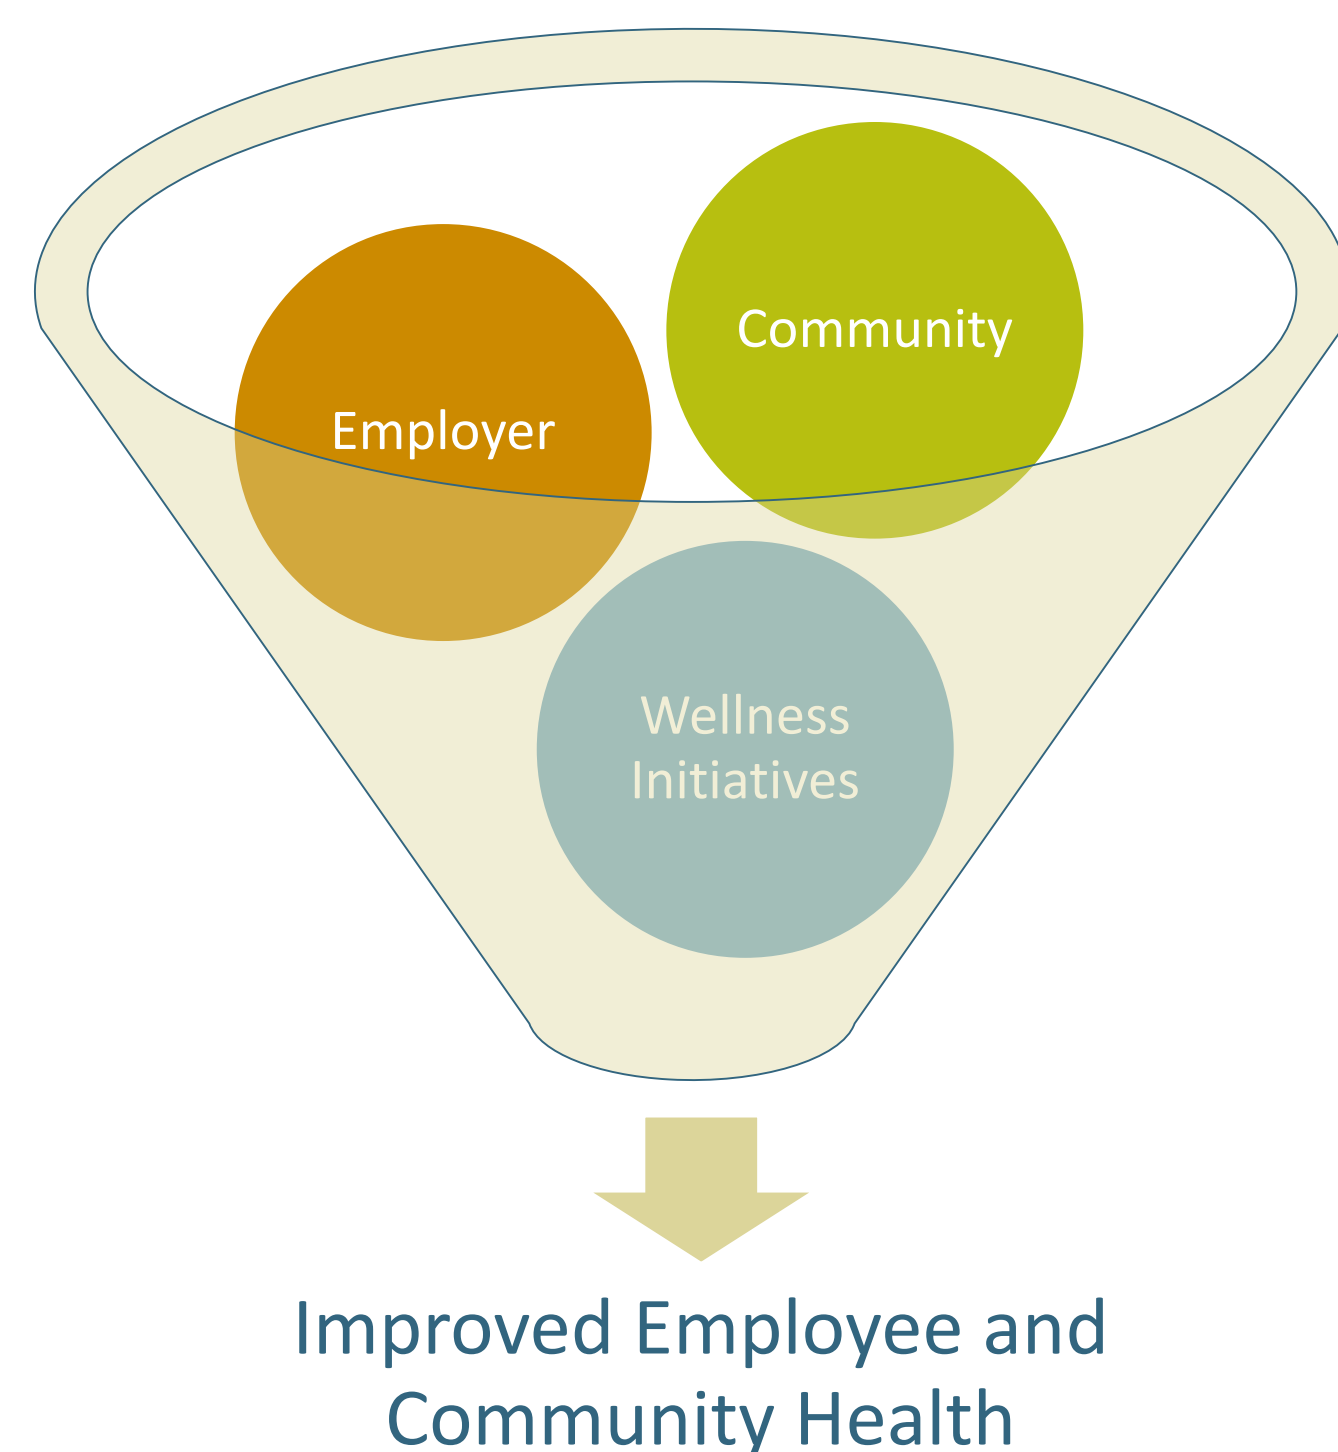 Community
Employer
Wellness
Initiatives
Improved Employee and
Community Health